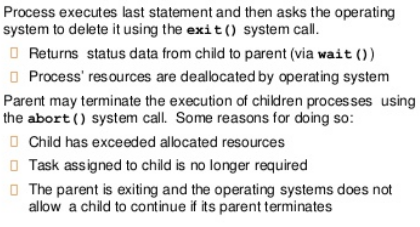 Process executes last statement and then asks the operating
system to delete it using the exit() system call.
Returns status data from child to parent (via wait())
Process' resources are deallocated by operating system
Parent may terminate the execution of children processes using
the abort() system call. Some reasons for doing so:
Child has exceeded allocated resources
Task assigned to child is no longer required
The parent is exiting and the operating systems does not
allow a child to continue if its parent terminates